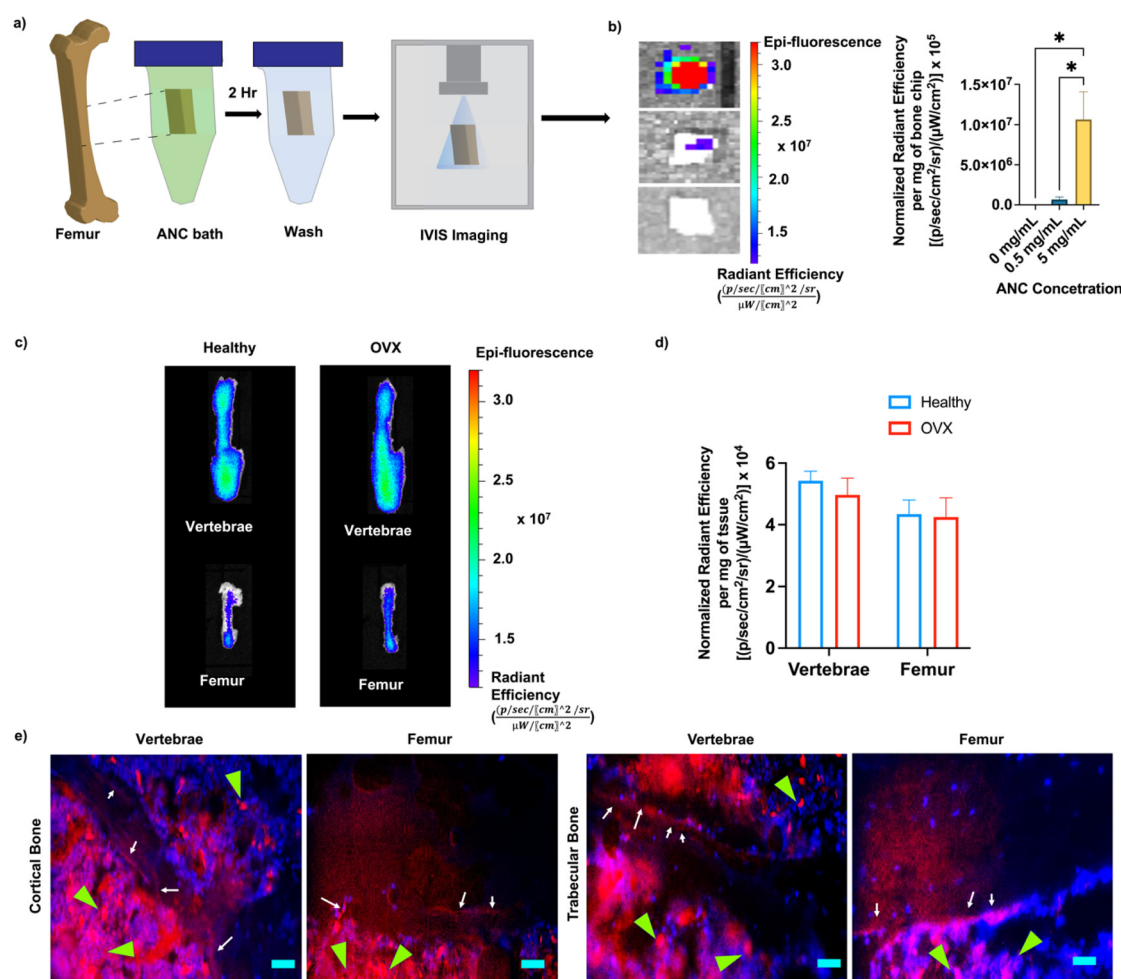 a)
2 Hr
Femur
ANC bath
Wash
IVIS Imaging
b)
Epi-fluorescence
3.0
2.5
x 10⁷
2.0
1.5
Radiant Efficiency
(p/sec/〖cm〗^2 /sr
µW/〖cm〗^2
Normalized Radiant Efficiency
per mg of bone chip
[(p/sec/cm²/sr)/(µW/cm²)] x 10⁵
*
*
1.5×10⁷
1.0×10⁷
5.0×10⁶
0.0
0 mg/mL
0.5 mg/mL
5 mg/mL
ANC Concetration
c)
Healthy
OVX
Vertebrae
Vertebrae
Femur
Femur
Epi-fluorescence
3.0
2.5
x 10⁷
2.0
1.5
Radiant
Efficiency
(p/sec/〖cm〗^2 /sr
µW/〖cm〗^2
d)
Healthy
OVX
Normalized Radiant Efficiency
per mg of tssue
[(p/sec/cm²/sr)/(µW/cm²)] x 10⁴
6
4
2
0
Vertebrae
Femur
e)
Vertebrae
Femur
Vertebrae
Femur
Cortical Bone
Trabecular Bone